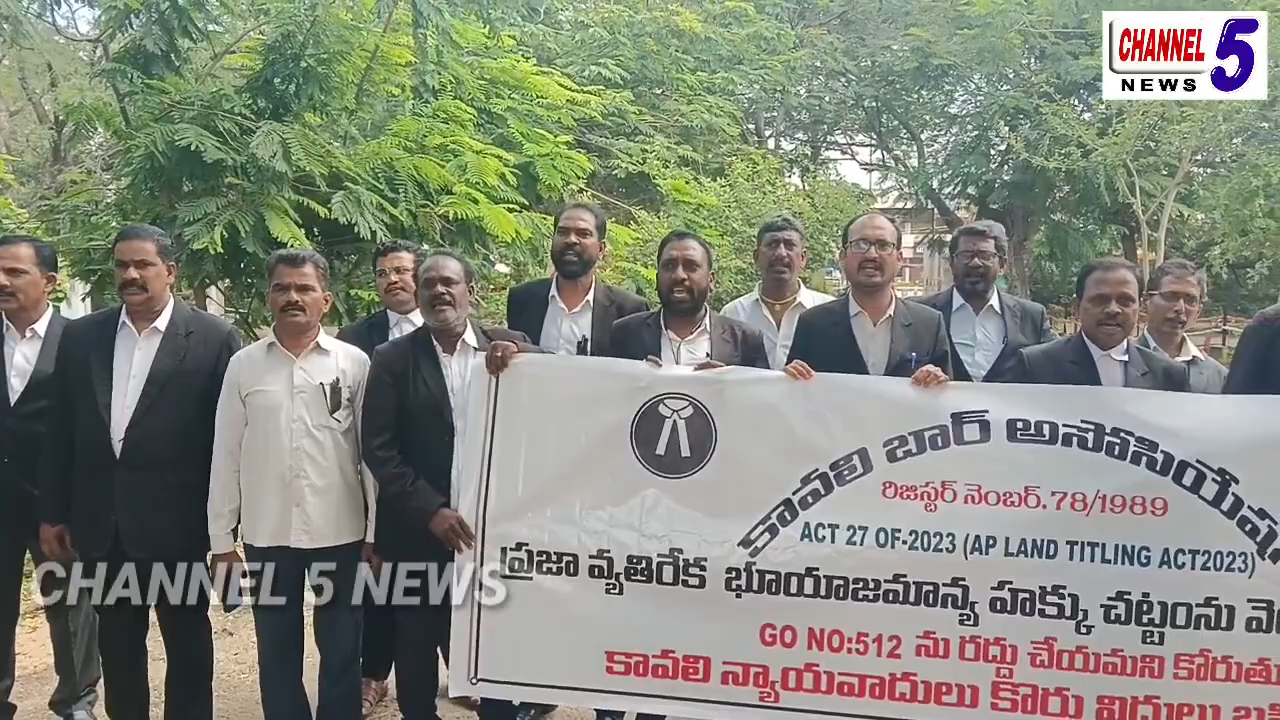 CHANNEL 5
NEWS
కావలి బార్ అసోసియేష
రిజిస్టర్ నెంబర్.78/1989
ACT 27 OF-2023 (AP LAND TITLING ACT2023)
ప్రజా వ్యతిరేక భూయాజమాన్య హక్కు చట్టంను వె
CHANNEL 5 NEWS
GO NO:512 ను రద్దు చేయమని కోరుతు
కావలి న్యాయవాదులు కోర్టు విధులు బ